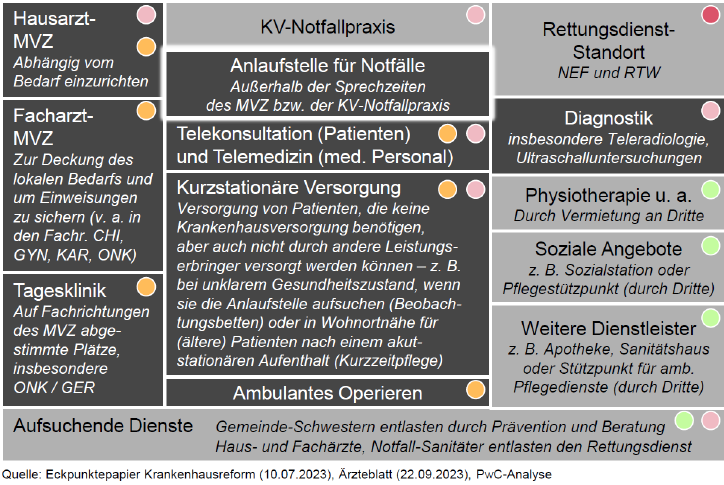 Hausarzt-
MVZ
Abhängig vom
Bedarf einzurichten
Facharzt-
MVZ
Zur Deckung des
lokalen Bedarfs und
um Einweisungen
zu sichern (v. a. in
den Fachr. CHI,
GYN, KAR, ONK)
Tagesklinik
Auf Fachrichtungen
des MVZ abge-
stimmte Plätze,
insbesondere
ONK / GER
KV-Notfallpraxis
Anlaufstelle für Notfälle
Außerhalb der Sprechzeiten
des MVZ bzw. der KV-Notfallpraxis
Telekonsultation (Patienten)
und Telemedizin (med. Personal)
Kurzstationäre Versorgung
Versorgung von Patienten, die keine
Krankenhausversorgung benötigen,
aber auch nicht durch andere Leistungs-
erbringer versorgt werden können – z. B.
bei unklarem Gesundheitszustand, wenn
sie die Anlaufstelle aufsuchen (Beobach-
tungsbetten) oder in Wohnortnähe für
(ältere) Patienten nach einem akut-
stationären Aufenthalt (Kurzzeitpflege)
Ambulantes Operieren
Rettungsdienst-
Standort
NEF und RTW
Diagnostik
insbesondere Teleradiologie,
Ultraschalluntersuchungen
Physiotherapie u. a.
Durch Vermietung an Dritte
Soziale Angebote
z. B. Sozialstation oder
Pflegestützpunkt (durch Dritte)
Weitere Dienstleister
z. B. Apotheke, Sanitätshaus
oder Stützpunkt für amb.
Pflegedienste (durch Dritte)
Aufsuchende Dienste
Gemeinde-Schwestern entlasten durch Prävention und Beratung
Haus- und Fachärzte, Notfall-Sanitäter entlasten den Rettungsdienst
Quelle: Eckpunktepapier Krankenhausreform (10.07.2023), Ärzteblatt (22.09.2023), PwC-Analyse